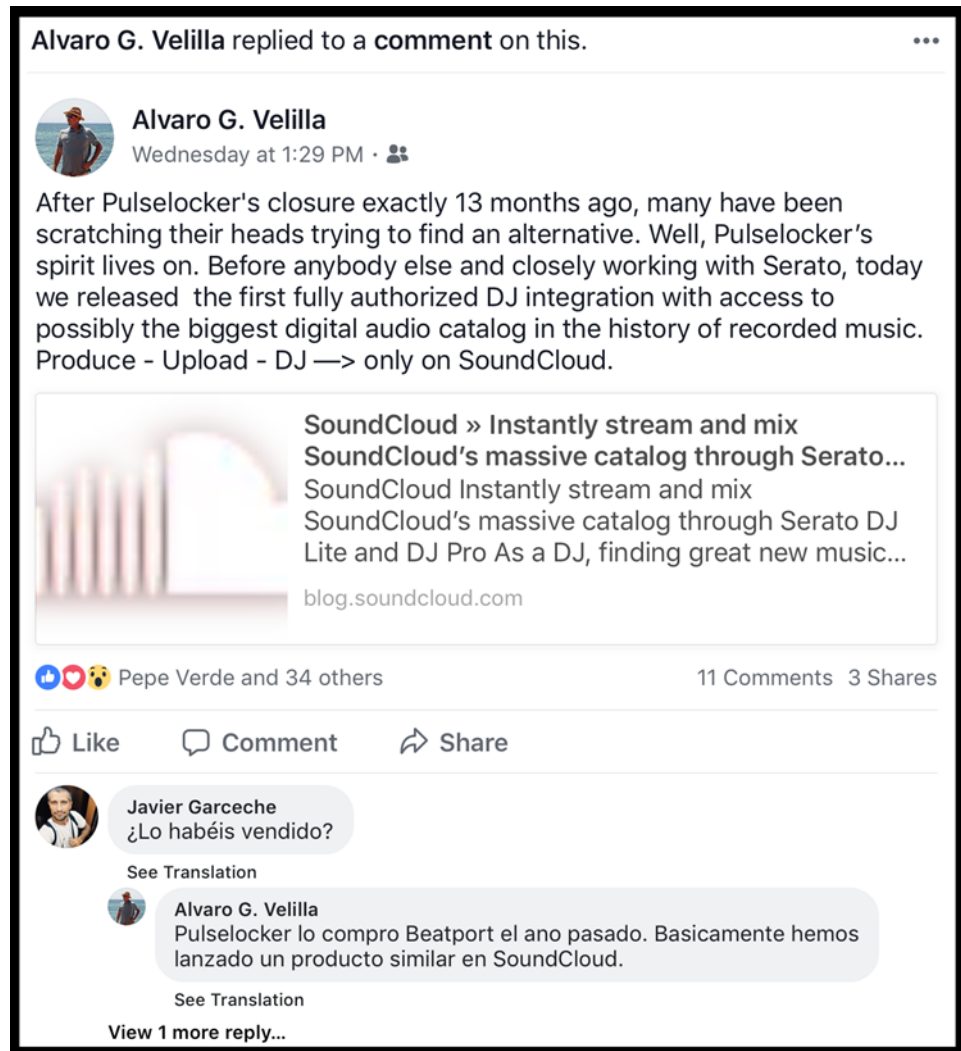 Alvaro G. Velilla replied to a comment on this.
Alvaro G. Velilla
Wednesday at 1:29 PM ·
After Pulselocker's closure exactly 13 months ago, many have been
scratching their heads trying to find an alternative. Well, Pulselocker’s
spirit lives on. Before anybody else and closely working with Serato, today
we released  the first fully authorized DJ integration with access to
possibly the biggest digital audio catalog in the history of recorded music.
Produce - Upload - DJ —> only on SoundCloud.
SoundCloud » Instantly stream and mix
SoundCloud’s massive catalog through Serato...
SoundCloud Instantly stream and mix
SoundCloud’s massive catalog through Serato DJ
Lite and DJ Pro As a DJ, finding great new music...
blog.soundcloud.com
Pepe Verde and 34 others
11 Comments 3 Shares
Like Comment Share
Javier Garceche
¿Lo habéis vendido?
See Translation
Alvaro G. Velilla
Pulselocker lo compro Beatport el ano pasado. Basicamente hemos
lanzado un producto similar en SoundCloud.
See Translation
View 1 more reply...